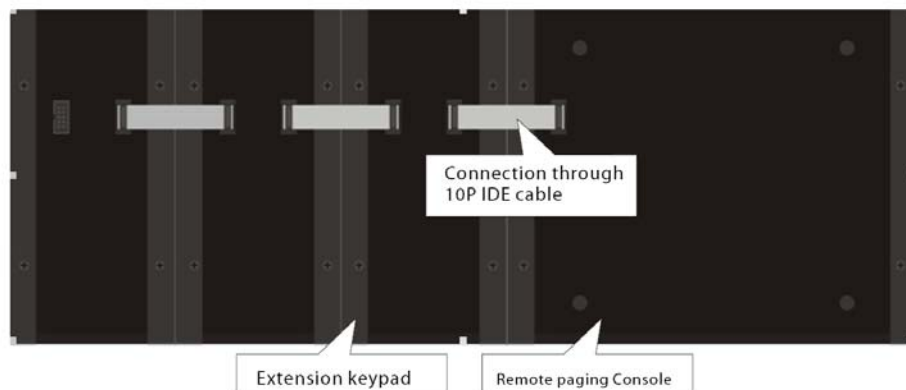 Connection through
10P IDE cable
Extension keypad
Remote paging Console